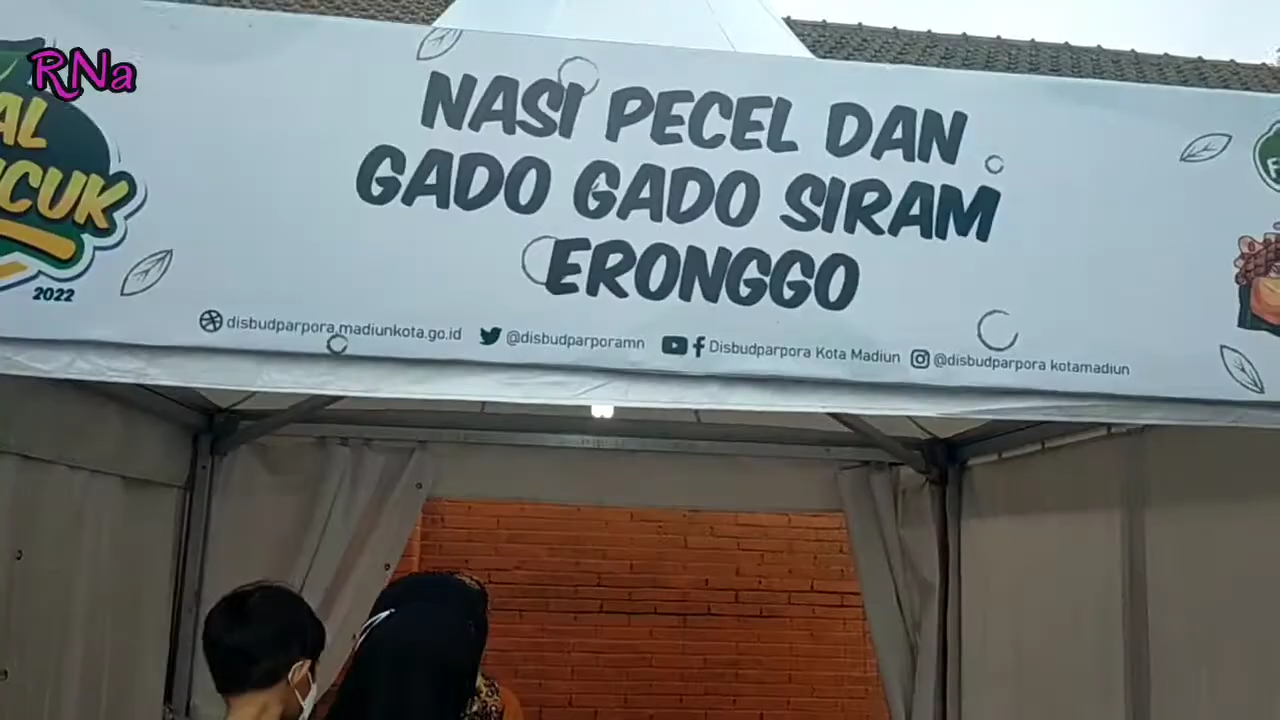 RNa
2022
NASI PECEL DAN
GADO GADO SIRAM
ERONGGO
disbudparpora.madiunkota.go.id @disbudparporamn Disbudparpora Kota Madiun @disbudparpora kotamadiun